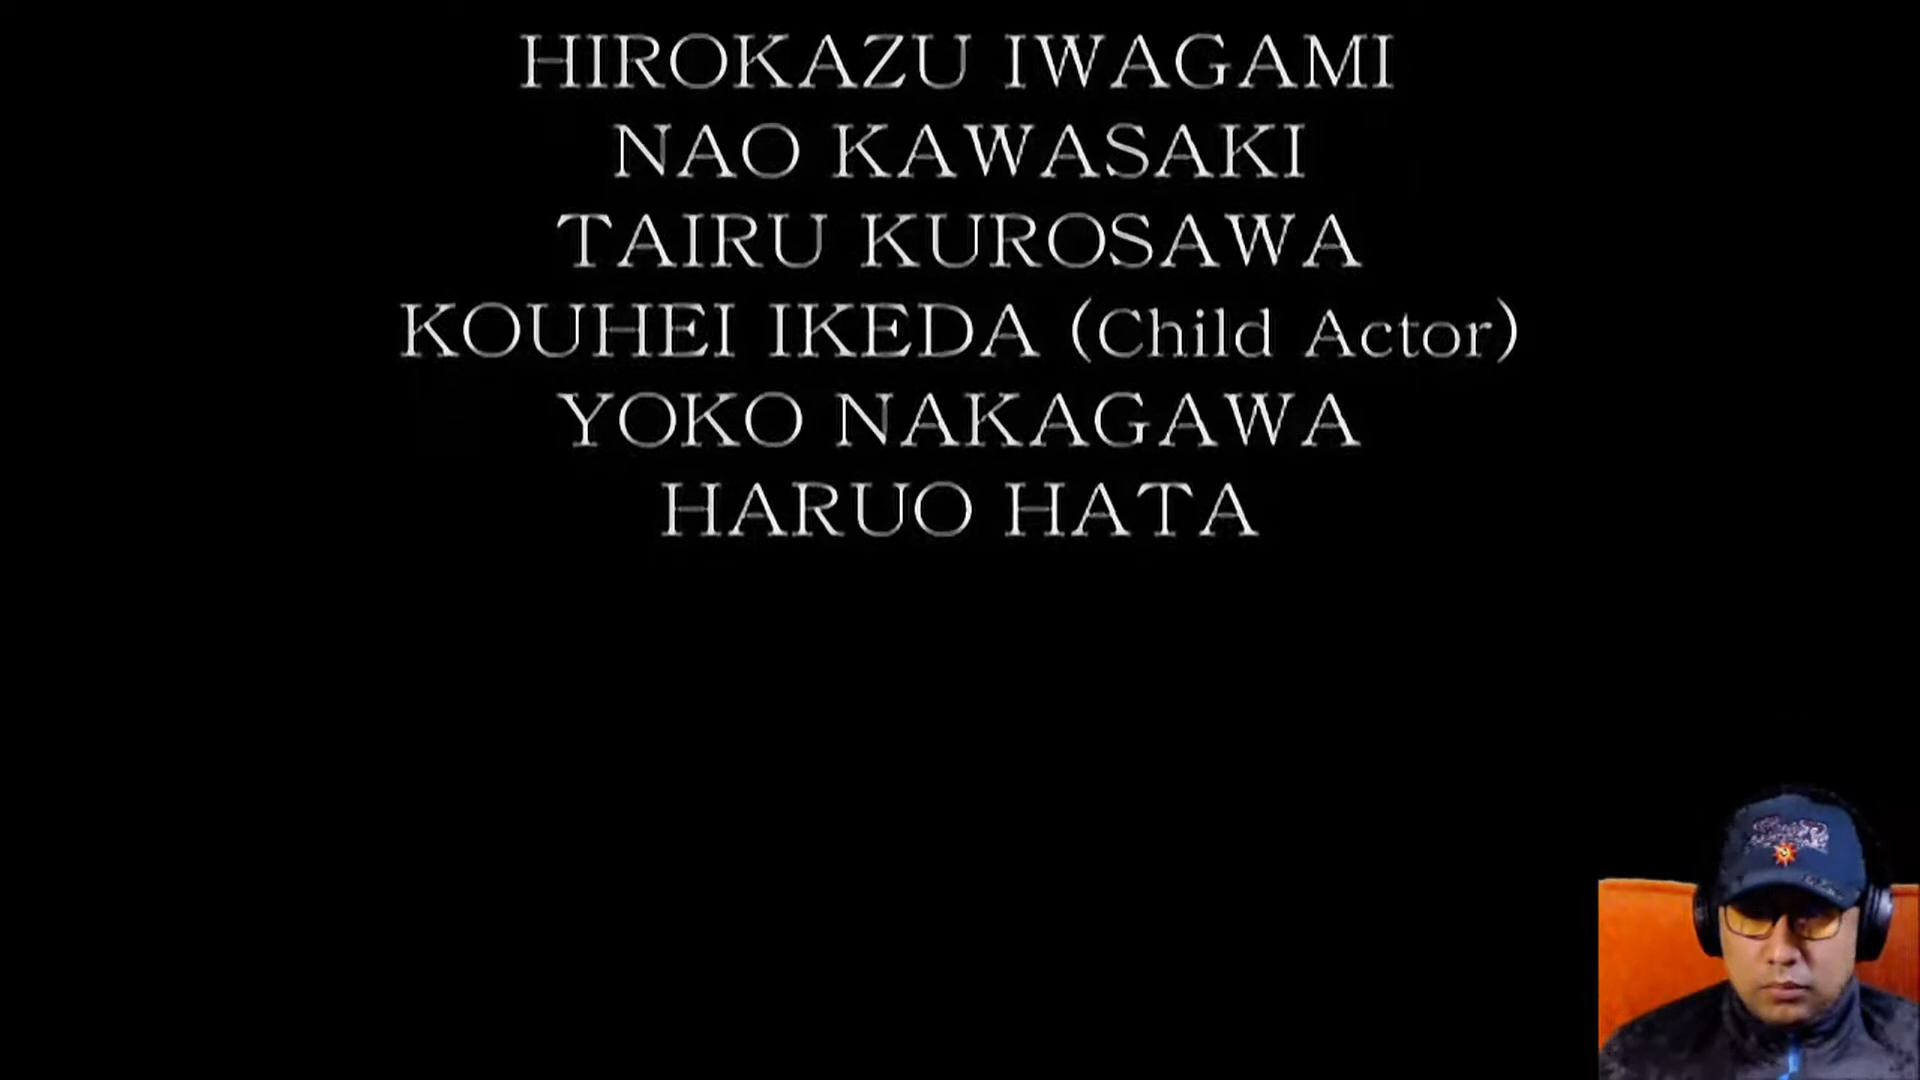 HIROKAZU IWAGAMI
NAO KAWASAKI
TAIRU KUROSAWA
KOUHEI IKEDA (Child Actor)
YOKO NAKAGAWA
HARUO HATA